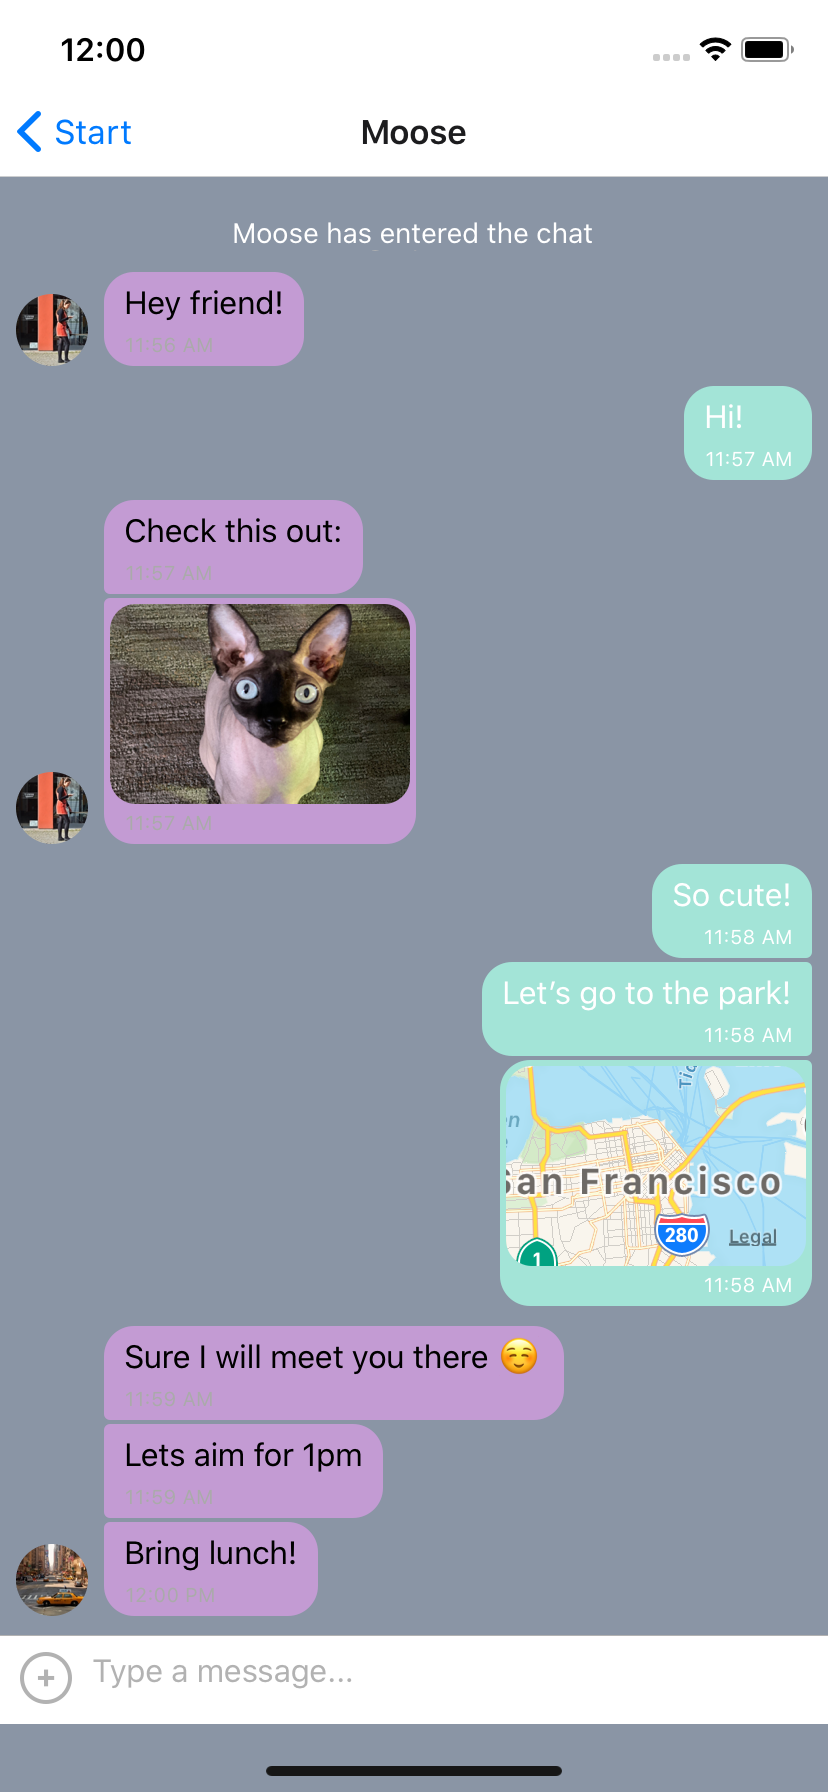 12:00
Start
Moose
Moose has entered the chat
Hey friend!
11:56 AM
Hi!
11:57 AM
Check this out:
11:57 AM
11:57 AM
So cute!
11:58 AM
Let's go to the park!
11:58 AM
San Francisco
280
Legal
1
11:58 AM
Sure I will meet you there ☺️
11:59 AM
Lets aim for 1pm
11:59 AM
Bring lunch!
12:00 PM
Type a message...